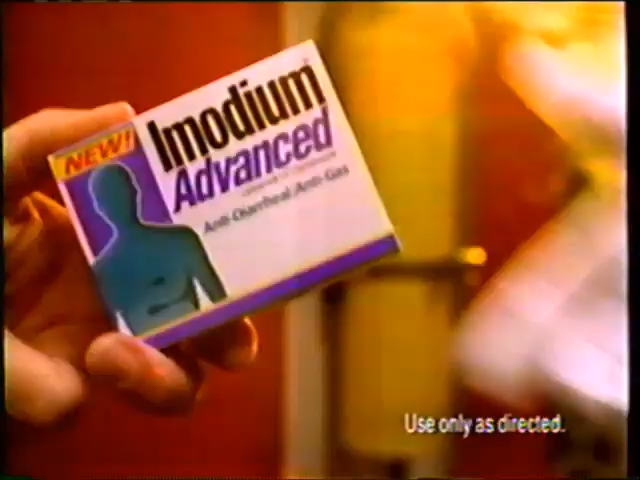 NEW!
Imodium
Advanced
Anti-Diarrheal/Anti-Gas
Use only as directed.